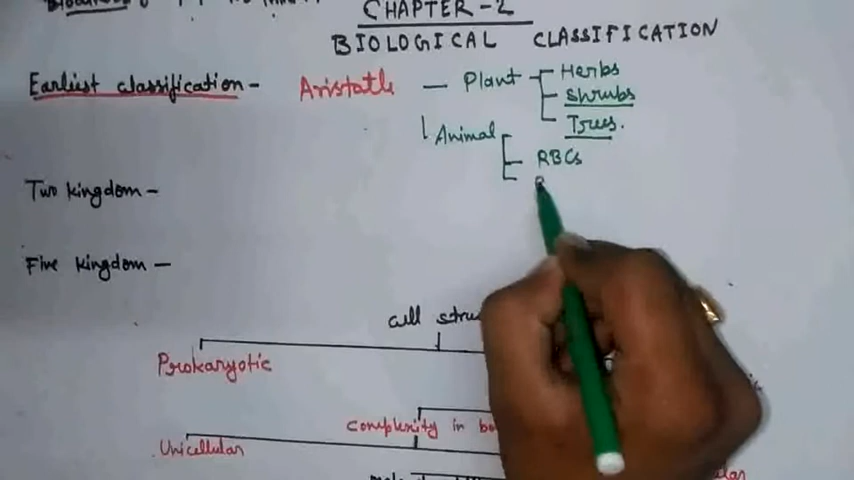 CHAPTER-2
BIOLOGICAL CLASSIFICATION
Earliest classification - Aristatle - Plant Herbs
Shrubs
Trees.
Animal
RBCs
Two kingdom -
Five kingdom -
cell
Prokaryotic
complexity in
Unicellular